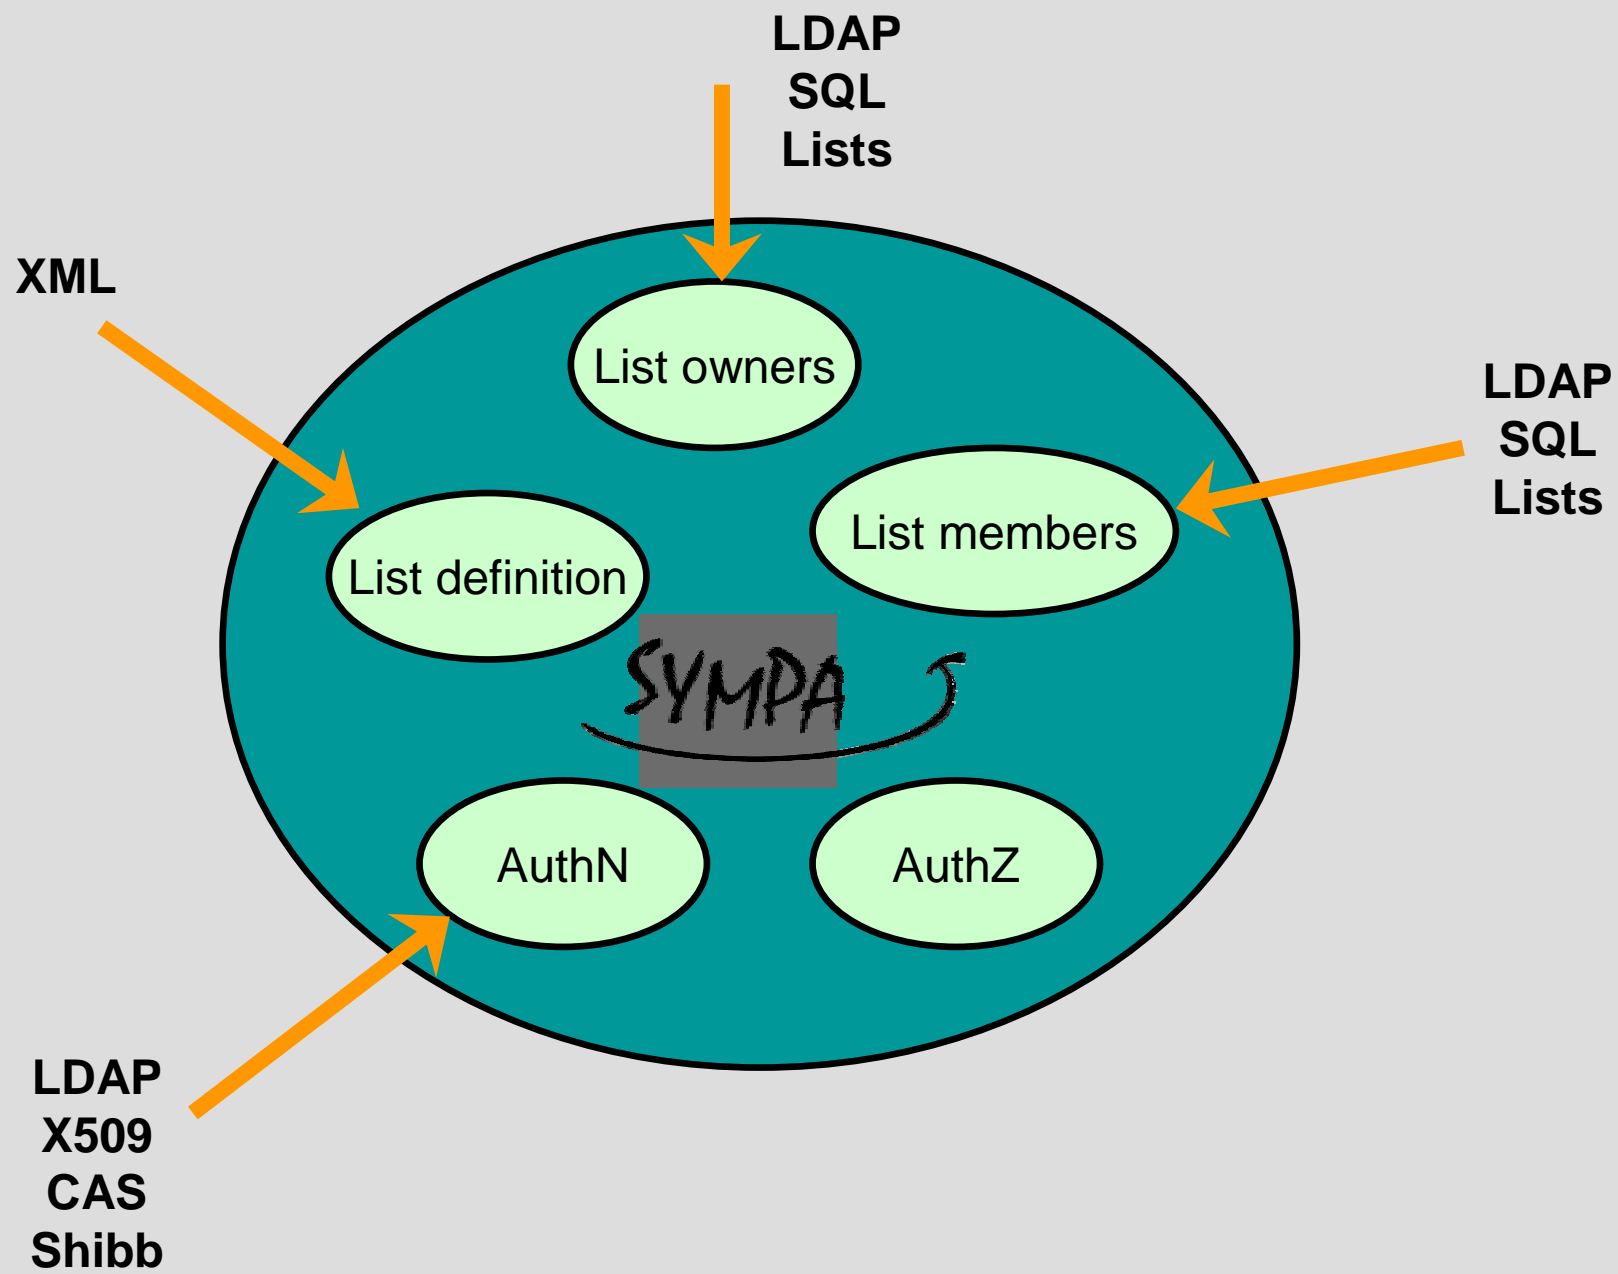 LDAP
SQL
Lists
XML
List owners
LDAP
SQL
Lists
List members
List definition
SYMPA
AuthN
AuthZ
LDAP
X509
CAS
Shibb